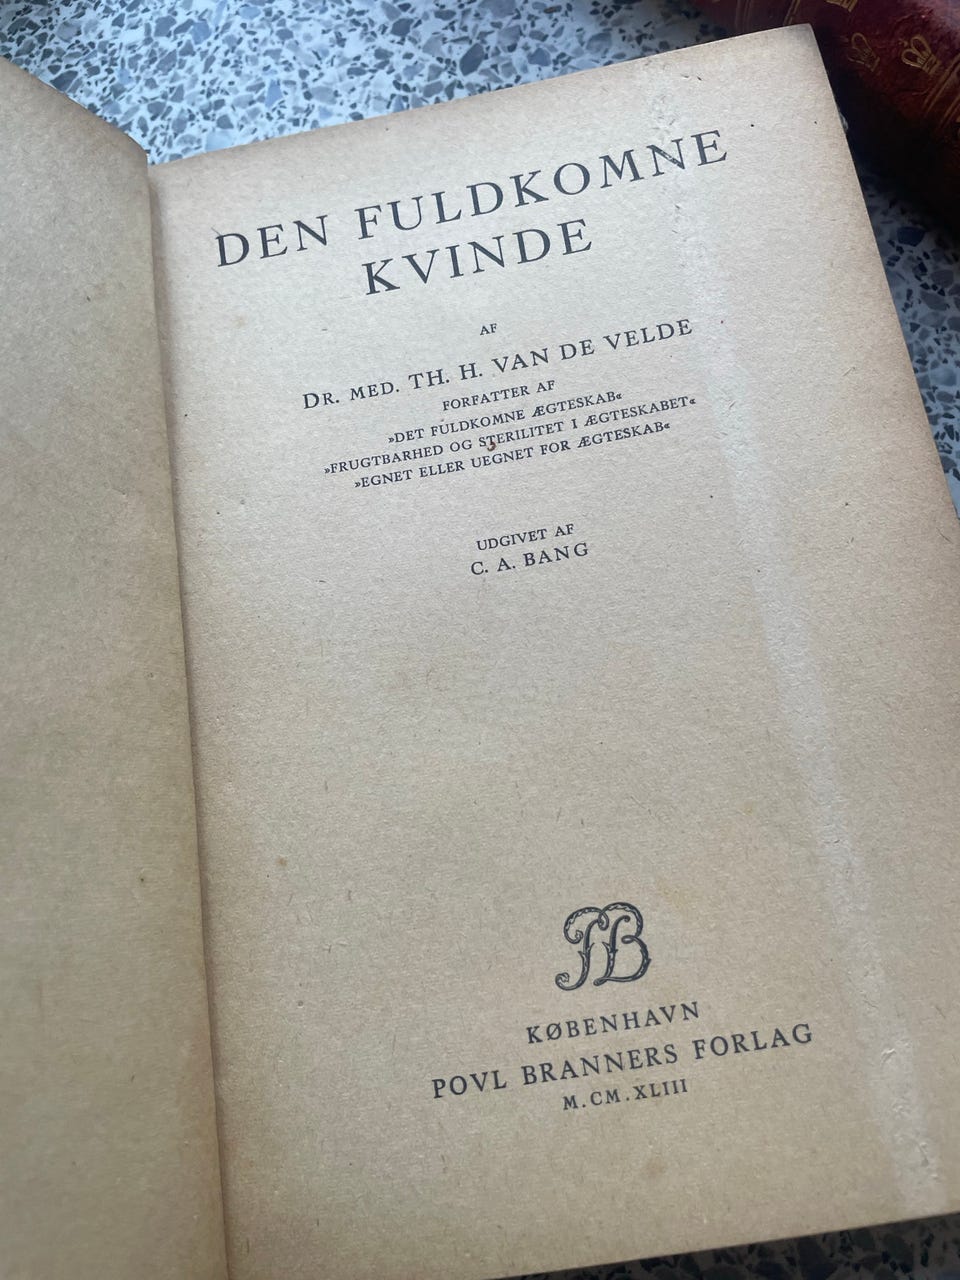 DEN FULDKOMNE
KVINDE
AF
DR. MED. TH. H. VAN DE VELDE
FORFATTER AF
»DET FULDKOMNE ÆGTESKAB«
»FRUGTBARHED OG STERILITET I ÆGTESKABET«
»EGNET ELLER UEGNET FOR ÆGTESKAB«
UDGIVET AF
C. A. BANG
PB
KØBENHAVN
POVL BRANNERS FORLAG
M.CM.XLIII